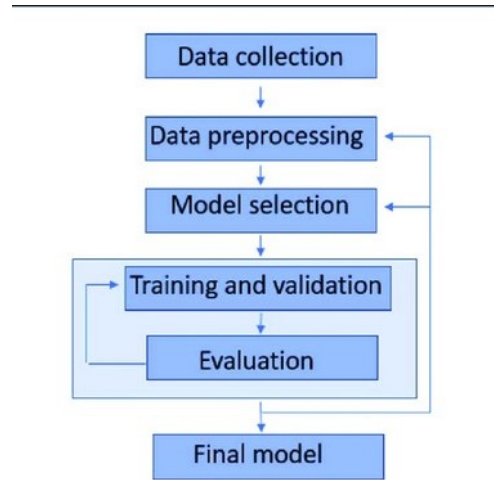 Data collection
Data preprocessing
Model selection
Training and validation
Evaluation
Final model